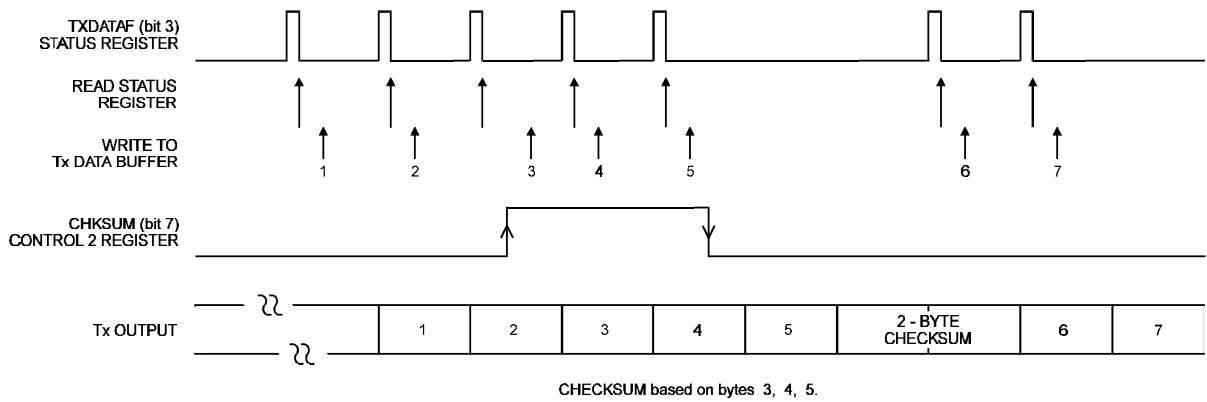 TXDATAF (bit 3)
STATUS REGISTER
READ STATUS
REGISTER
WRITE TO
Tx DATA BUFFER
1 2 3 4 5 6 7
CHKSUM (bit 7)
CONTROL 2 REGISTER
Tx OUTPUT
1 2 3 4 5 2 - BYTE CHECKSUM 6 7
CHECKSUM based on bytes 3, 4, 5.